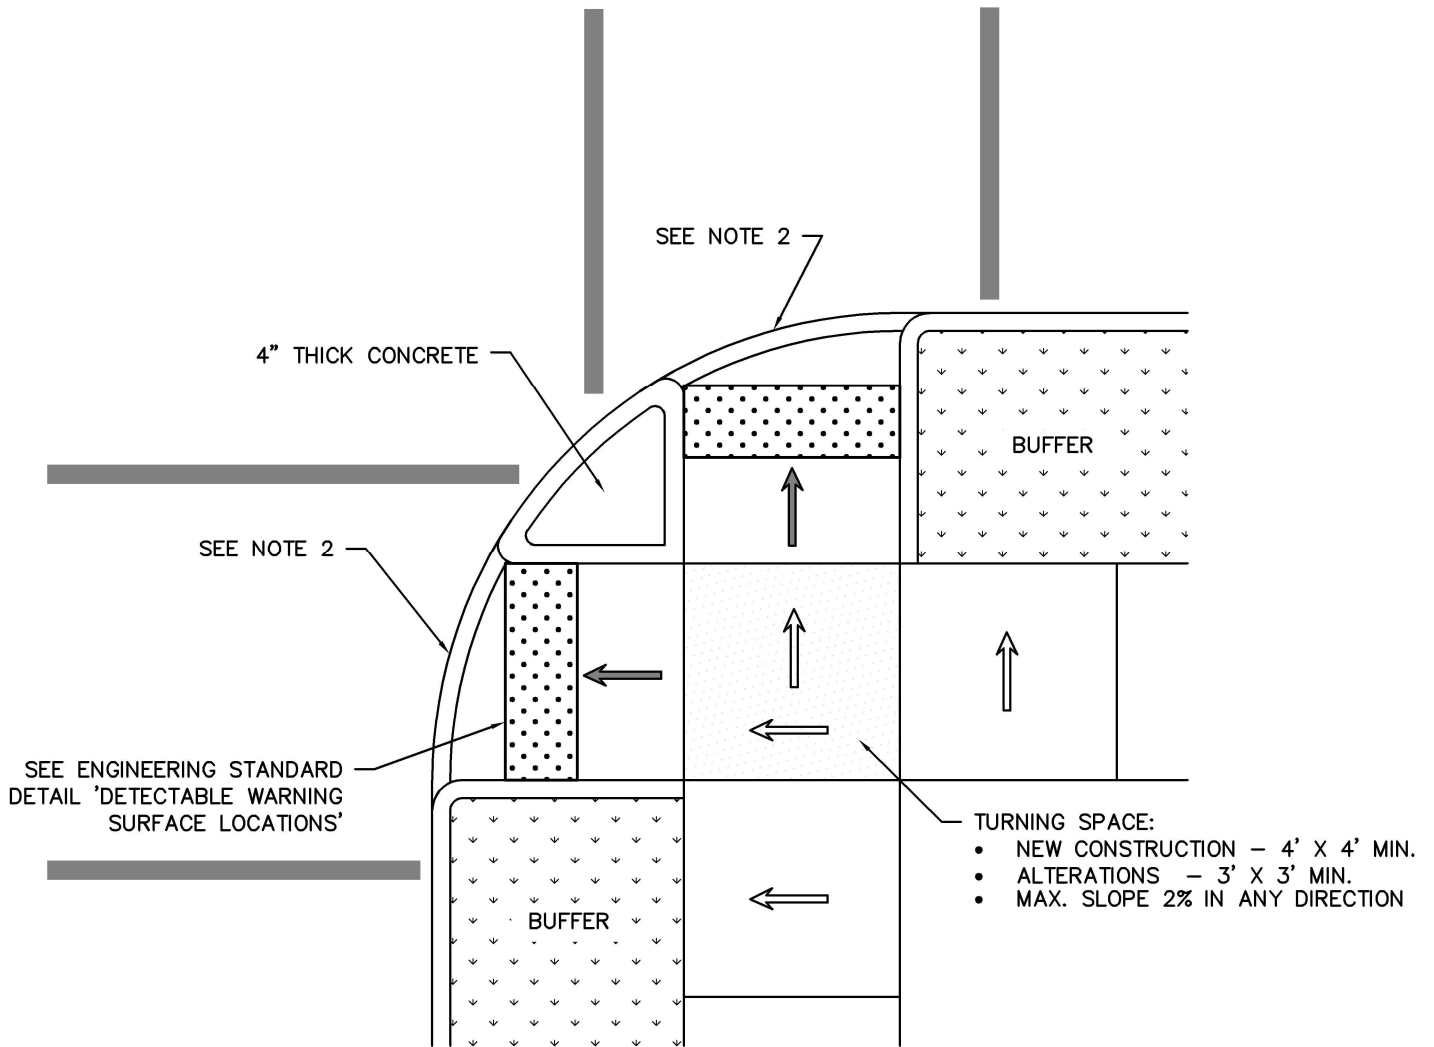 SEE NOTE 2
4" THICK CONCRETE
BUFFER
SEE NOTE 2
SEE ENGINEERING STANDARD
DETAIL 'DETECTABLE WARNING
SURFACE LOCATIONS'
TURNING SPACE:
• NEW CONSTRUCTION – 4' X 4' MIN.
• ALTERATIONS – 3' X 3' MIN.
• MAX. SLOPE 2% IN ANY DIRECTION
BUFFER